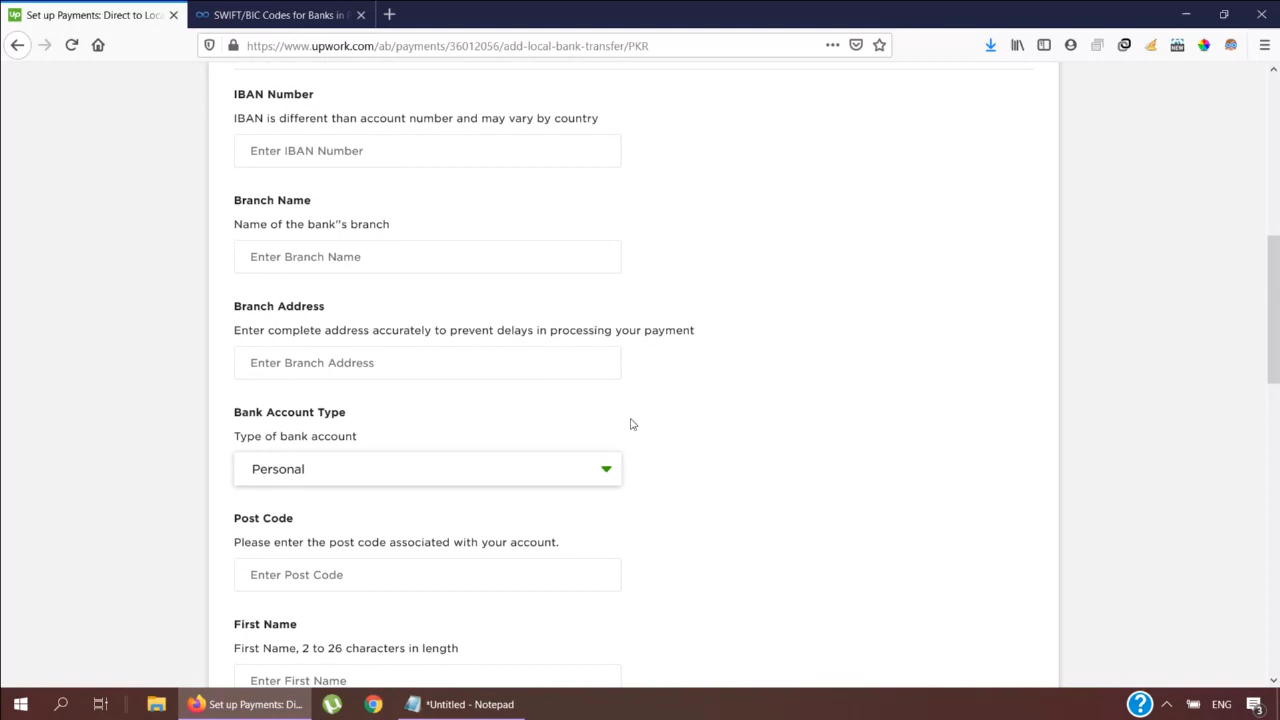 Set up Payments: Direct to Loca
SWIFT/BIC Codes for Banks in P
https://www.upwork.com/ab/payments/36012056/add-local-bank-transfer/PKR
IBAN Number
IBAN is different than account number and may vary by country
Enter IBAN Number
Branch Name
Name of the bank"s branch
Enter Branch Name
Branch Address
Enter complete address accurately to prevent delays in processing your payment
Enter Branch Address
Bank Account Type
Type of bank account
Personal
Post Code
Please enter the post code associated with your account.
Enter Post Code
First Name
First Name, 2 to 26 characters in length
Enter First Name
Set up Payments: Di...
*Untitled - Notepad
ENG
3